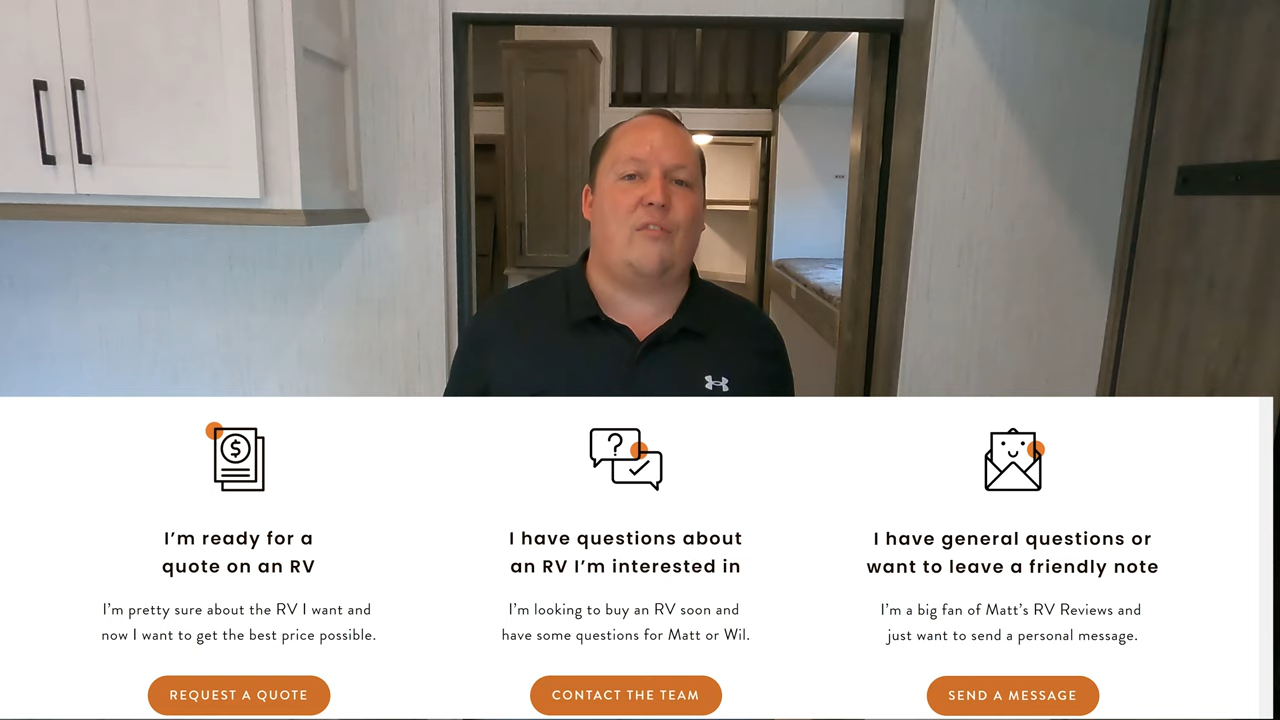 I'm ready for a
quote on an RV
I'm pretty sure about the RV I want and
now I want to get the best price possible.
REQUEST A QUOTE
I have questions about
an RV I'm interested in
I'm looking to buy an RV soon and
have some questions for Matt or Wil.
CONTACT THE TEAM
I have general questions or
want to leave a friendly note
I'm a big fan of Matt's RV Reviews and
just want to send a personal message.
SEND A MESSAGE